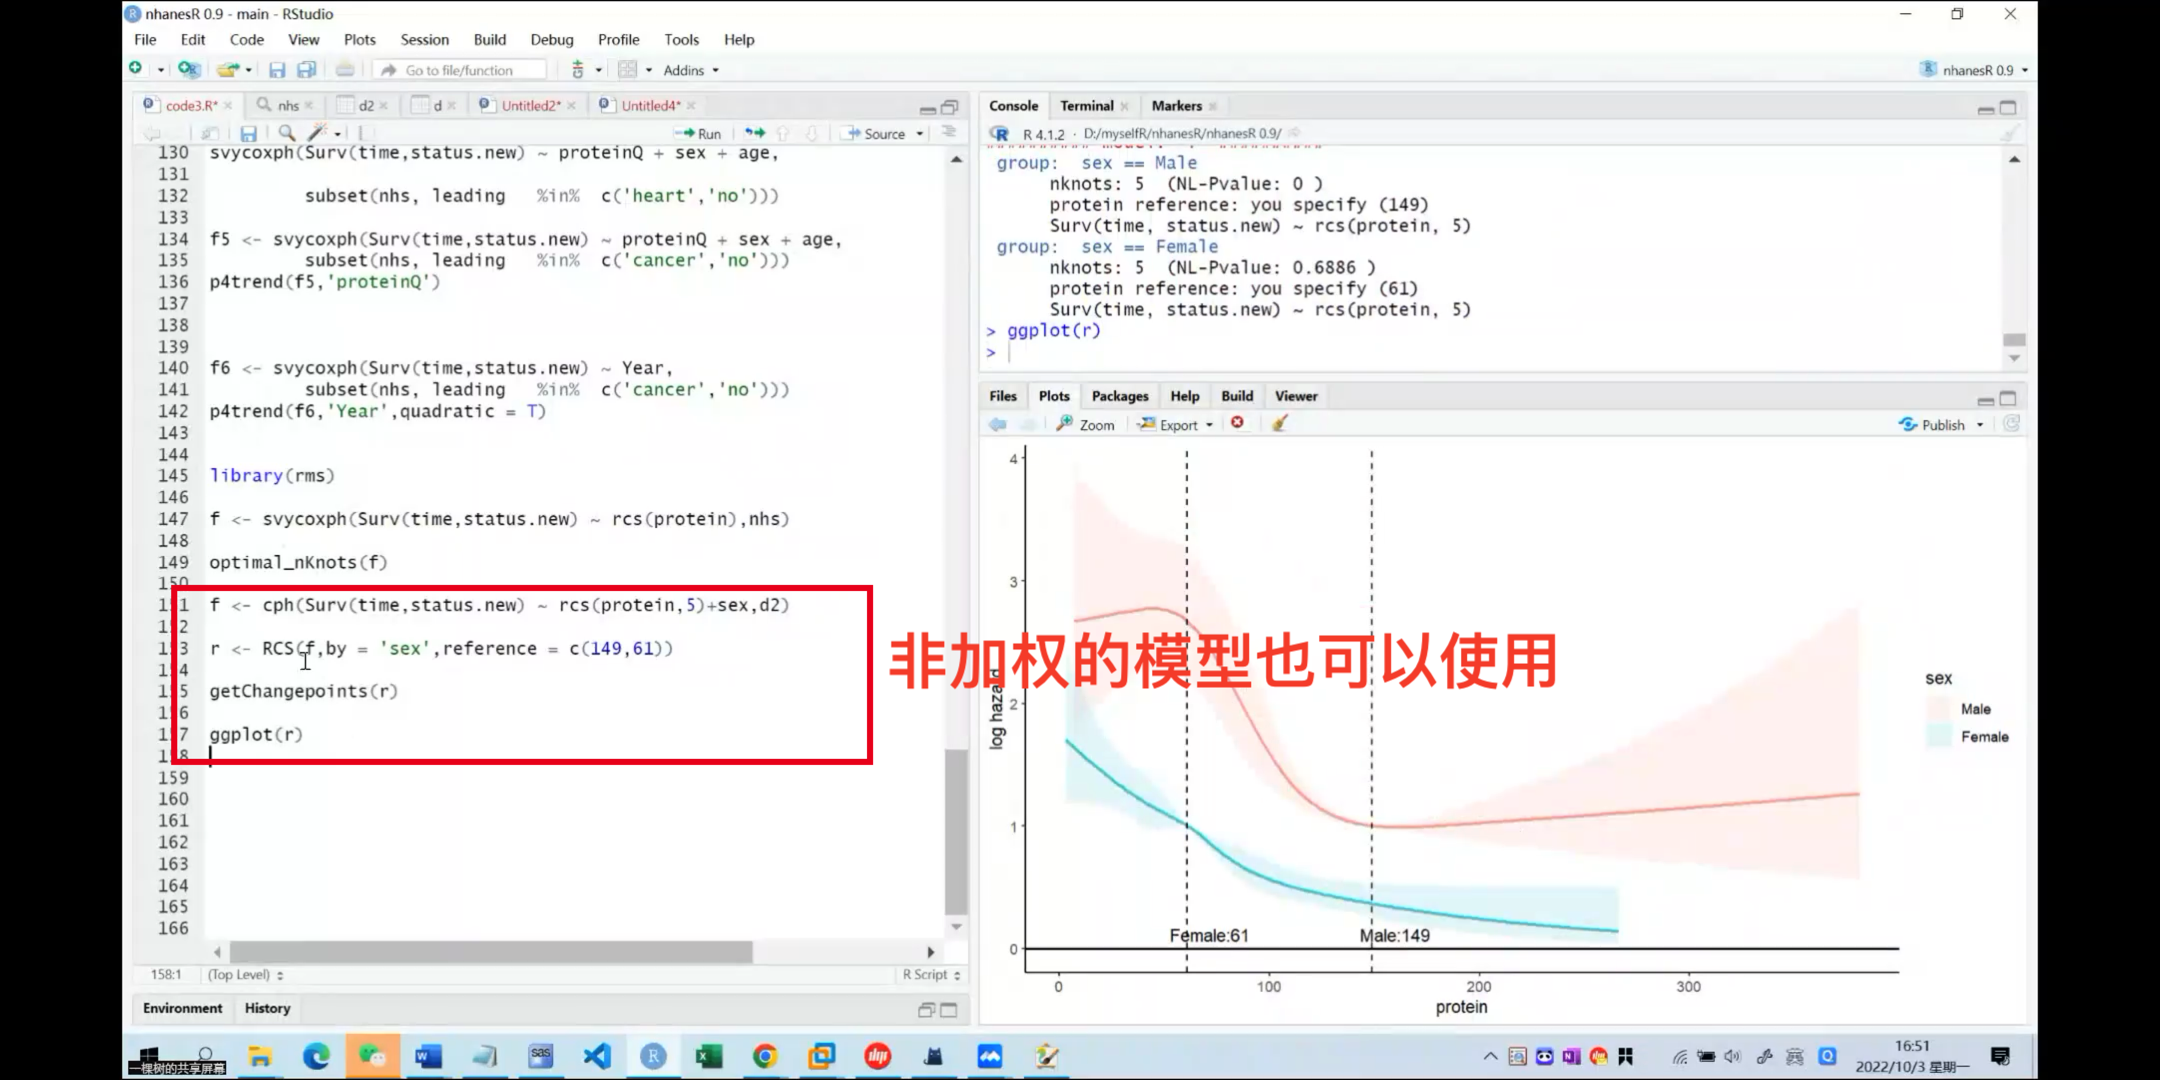 nhanesR 0.9 - main - RStudio
File Edit Code View Plots Session Build Debug Profile Tools Help
Go to file/function
Addins
nhanesR 0.9
code3.R* nhs d2 d Untitled2* Untitled4*
Run Source
130 svycoxph(Surv(time,status.new) ~ proteinQ + sex + age,
131
132 subset(nhs, leading %in% c('heart','no')))
133
134 f5 <- svycoxph(Surv(time,status.new) ~ proteinQ + sex + age,
135 subset(nhs, leading %in% c('cancer','no')))
136 p4trend(f5,'proteinQ')
137
138
139
140 f6 <- svycoxph(Surv(time,status.new) ~ Year,
141 subset(nhs, leading %in% c('cancer','no')))
142 p4trend(f6,'Year',quadratic = T)
143
144
145 library(rms)
146
147 f <- svycoxph(Surv(time,status.new) ~ rcs(protein),nhs)
148
149 optimal_nKnots(f)
150
151 f <- cph(Surv(time,status.new) ~ rcs(protein,5)+sex,d2)
152
153 r <- RCS(f,by = 'sex',reference = c(149,61))
154
155 getChangepoints(r)
156
157 ggplot(r)
158
159
160
161
162
163
164
165
166
158:1 (Top Level) R Script
Environment History
Console Terminal Markers
R 4.1.2 · D:/myselfR/nhanesR/nhanesR 0.9/
group: sex == Male
nknots: 5 (NL-Pvalue: 0 )
protein reference: you specify (149)
Surv(time, status.new) ~ rcs(protein, 5)
group: sex == Female
nknots: 5 (NL-Pvalue: 0.6886 )
protein reference: you specify (61)
Surv(time, status.new) ~ rcs(protein, 5)
> ggplot(r)
>
Files Plots Packages Help Build Viewer
Zoom Export Publish
4
3
2
1
0
log hazard
非加权的模型也可以使用
sex
Male
Female
Female:61
Male:149
0 100 200 300
protein
一棵树的共享屏幕
16:51
2022/10/3 星期一